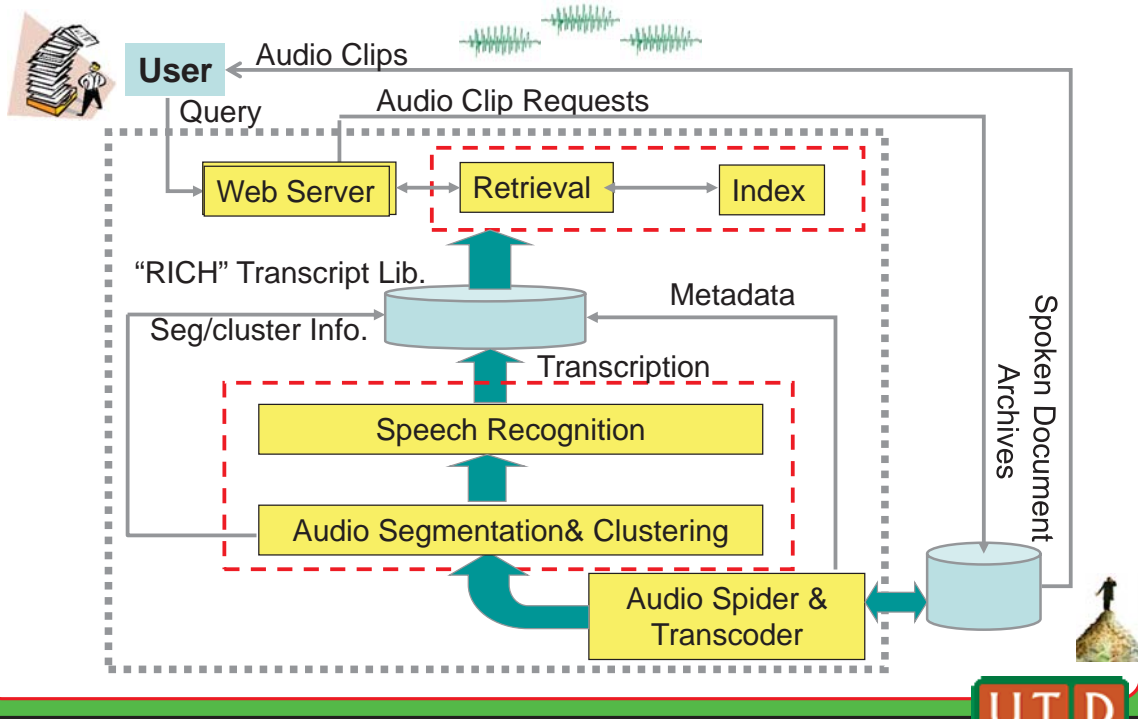 User
Audio Clips
Query
Audio Clip Requests
Web Server
Retrieval
Index
“RICH” Transcript Lib.
Metadata
Seg/cluster Info.
Transcription
Speech Recognition
Audio Segmentation& Clustering
Audio Spider &
Transcoder
Spoken Document
Archives
UTD